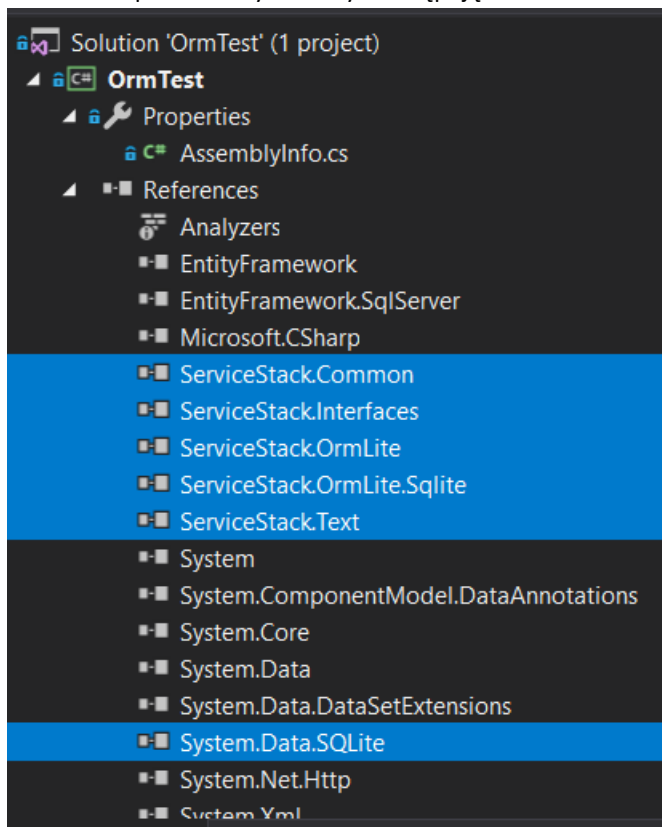 Solution 'OrmTest' (1 project)
C# OrmTest
Properties
C# AssemblyInfo.cs
References
Analyzers
EntityFramework
EntityFramework.SqlServer
Microsoft.CSharp
ServiceStack.Common
ServiceStack.Interfaces
ServiceStack.OrmLite
ServiceStack.OrmLite.Sqlite
ServiceStack.Text
System
System.ComponentModel.DataAnnotations
System.Core
System.Data
System.Data.DataSetExtensions
System.Data.SQLite
System.Net.Http
System.Xml